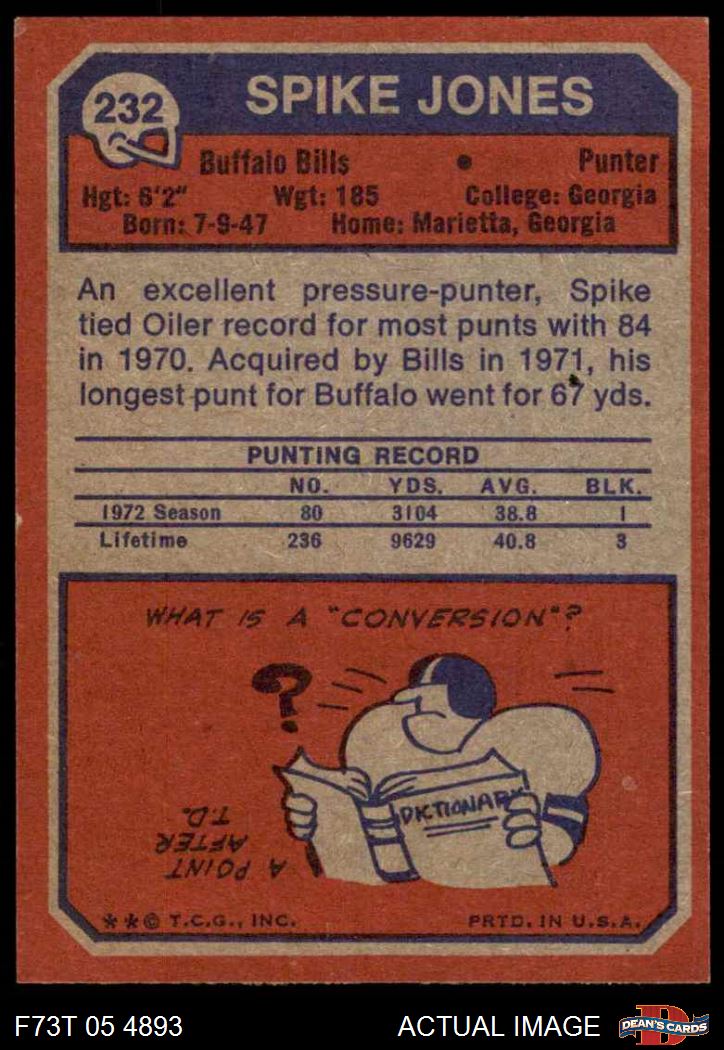 232
SPIKE JONES
Buffalo Bills • Punter
Hgt: 6'2" Wgt: 185 College: Georgia
Born: 7-9-47 Home: Marietta, Georgia
An excellent pressure-punter, Spike
tied Oiler record for most punts with 84
in 1970. Acquired by Bills in 1971, his
longest punt for Buffalo went for 67 yds.
PUNTING RECORD
NO. YDS. AVG. BLK.
1972 Season 80 3104 38.8 1
Lifetime 236 9629 40.8 3
WHAT IS A "CONVERSION"?
?
DICTIONARY
A POINT
AFTER
T.D.
**© T.C.G., INC. PRTD. IN U.S.A.
F73T 05 4893 ACTUAL IMAGE
D
DEAN'S CARDS